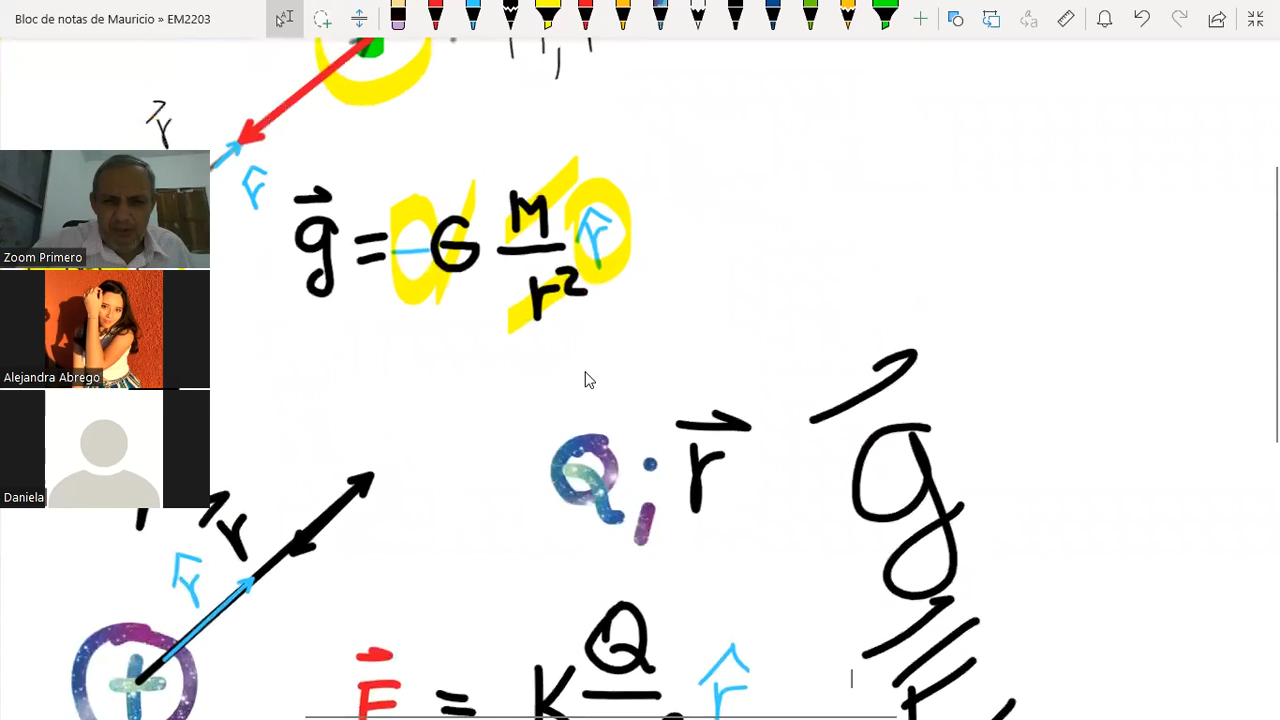 Bloc de notas de Mauricio » EM2203
r⃗
r̂
g⃗ = -G M/r² r̂
Zoom Primero
Alejandra Abrego
Daniela
Q; r⃗
g⃗
r⃗
r̂
+
E⃗ = K Q/ r̂